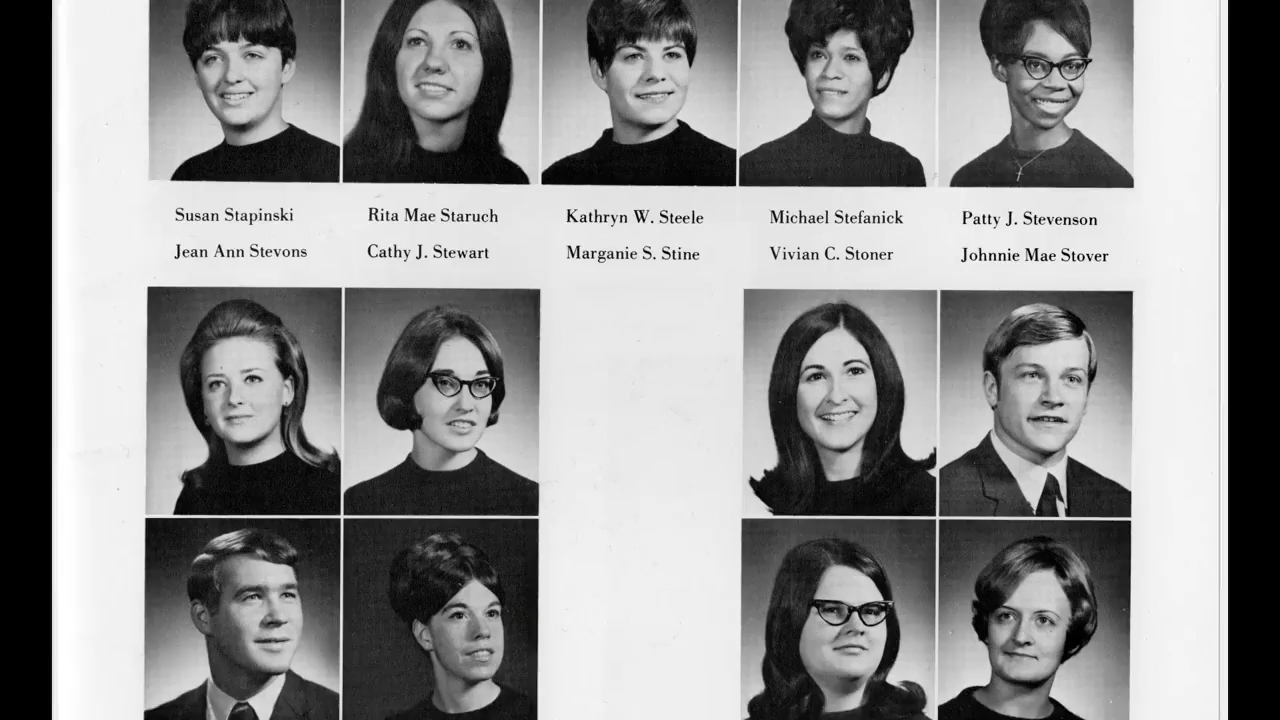 Susan Stapinski Rita Mae Staruch Kathryn W. Steele Michael Stefanick Patty J. Stevenson
Jean Ann Stevons Cathy J. Stewart Marganie S. Stine Vivian C. Stoner Johnnie Mae Stover